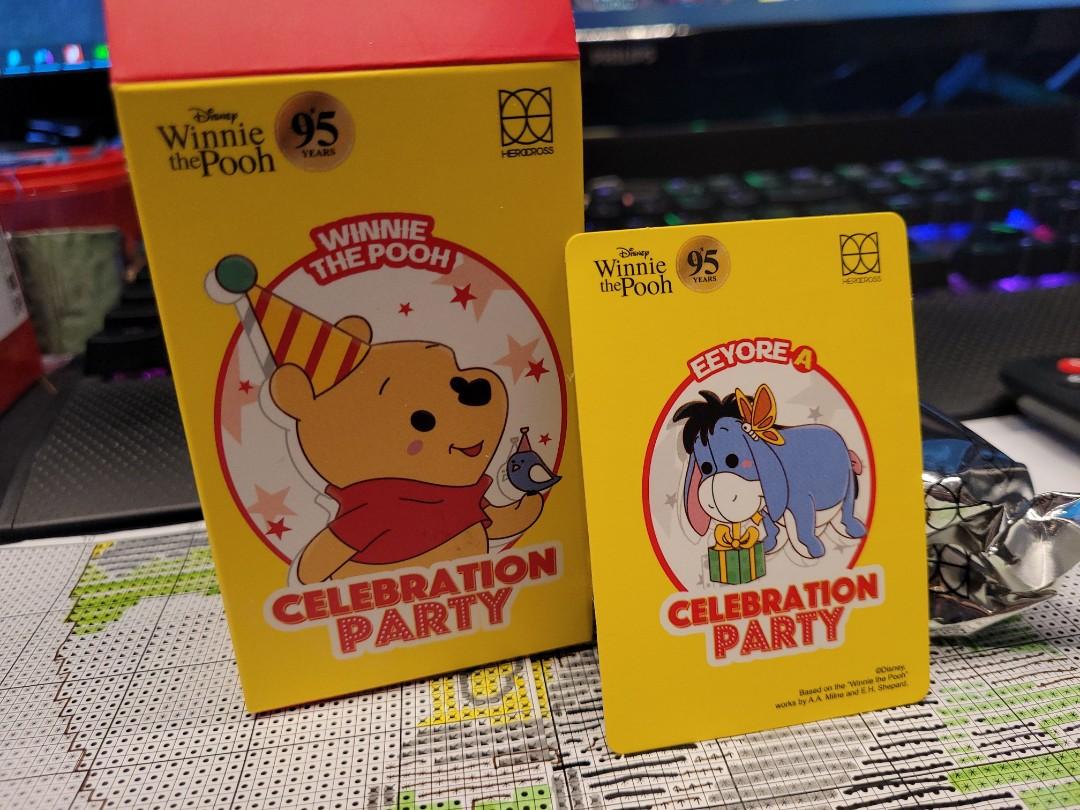 PHILIPS
Disney
Winnie
the Pooh
95
YEARS
HEROCROSS
WINNIE
THE POOH
CELEBRATION
PARTY
Disney
Winnie
the Pooh
95
YEARS
HEROCROSS
EEYORE A
CELEBRATION
PARTY
©Disney.
Based on the "Winnie the Pooh"
works by A.A. Milne and E.H. Shepard.